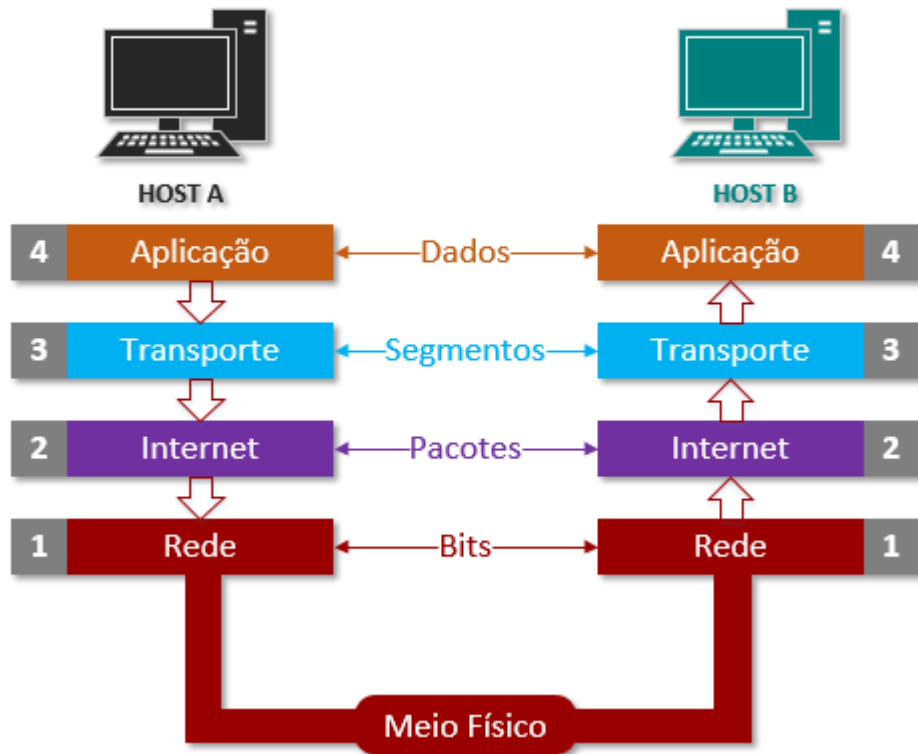 HOST A HOST B
4 Aplicação Dados Aplicação 4
3 Transporte Segmentos Transporte 3
2 Internet Pacotes Internet 2
1 Rede Bits Rede 1
Meio Físico